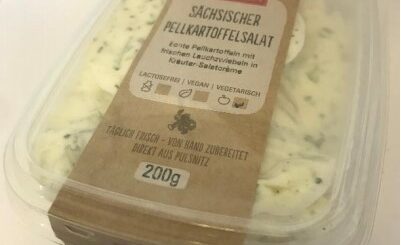 SÄCHSISCHER
PELLKARTOFFELSALAT
Echte Pellkartoffeln mit
frischen Lauchzwiebeln in
Kräuter-Salatcrème
LACTOSEFREI / VEGAN / VEGETARISCH
TÄGLICH FRISCH - VON HAND ZUBEREITET
DIREKT AUS PULSNITZ
200g